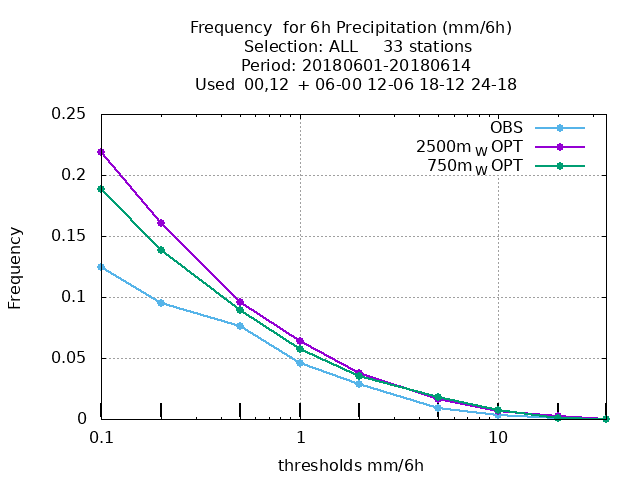 Frequency  for 6h Precipitation (mm/6h)
Selection: ALL     33 stations
Period: 20180601-20180614
Used  00,12  + 06-00 12-06 18-12 24-18
OBS
2500m W OPT
750m W OPT
0.25
0.2
0.15
0.1
0.05
0
Frequency
0.1
1
10
thresholds mm/6h